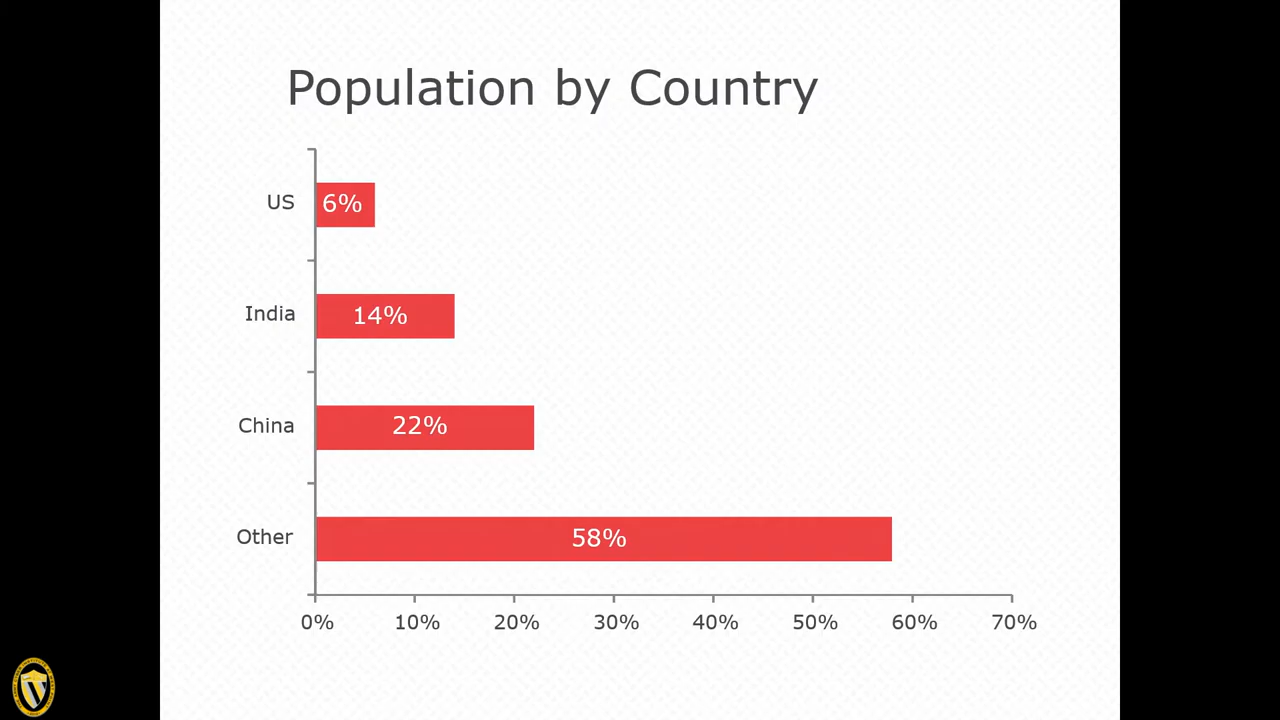 Population by Country
US
6%
India
14%
China
22%
Other
58%
0% 10% 20% 30% 40% 50% 60% 70%